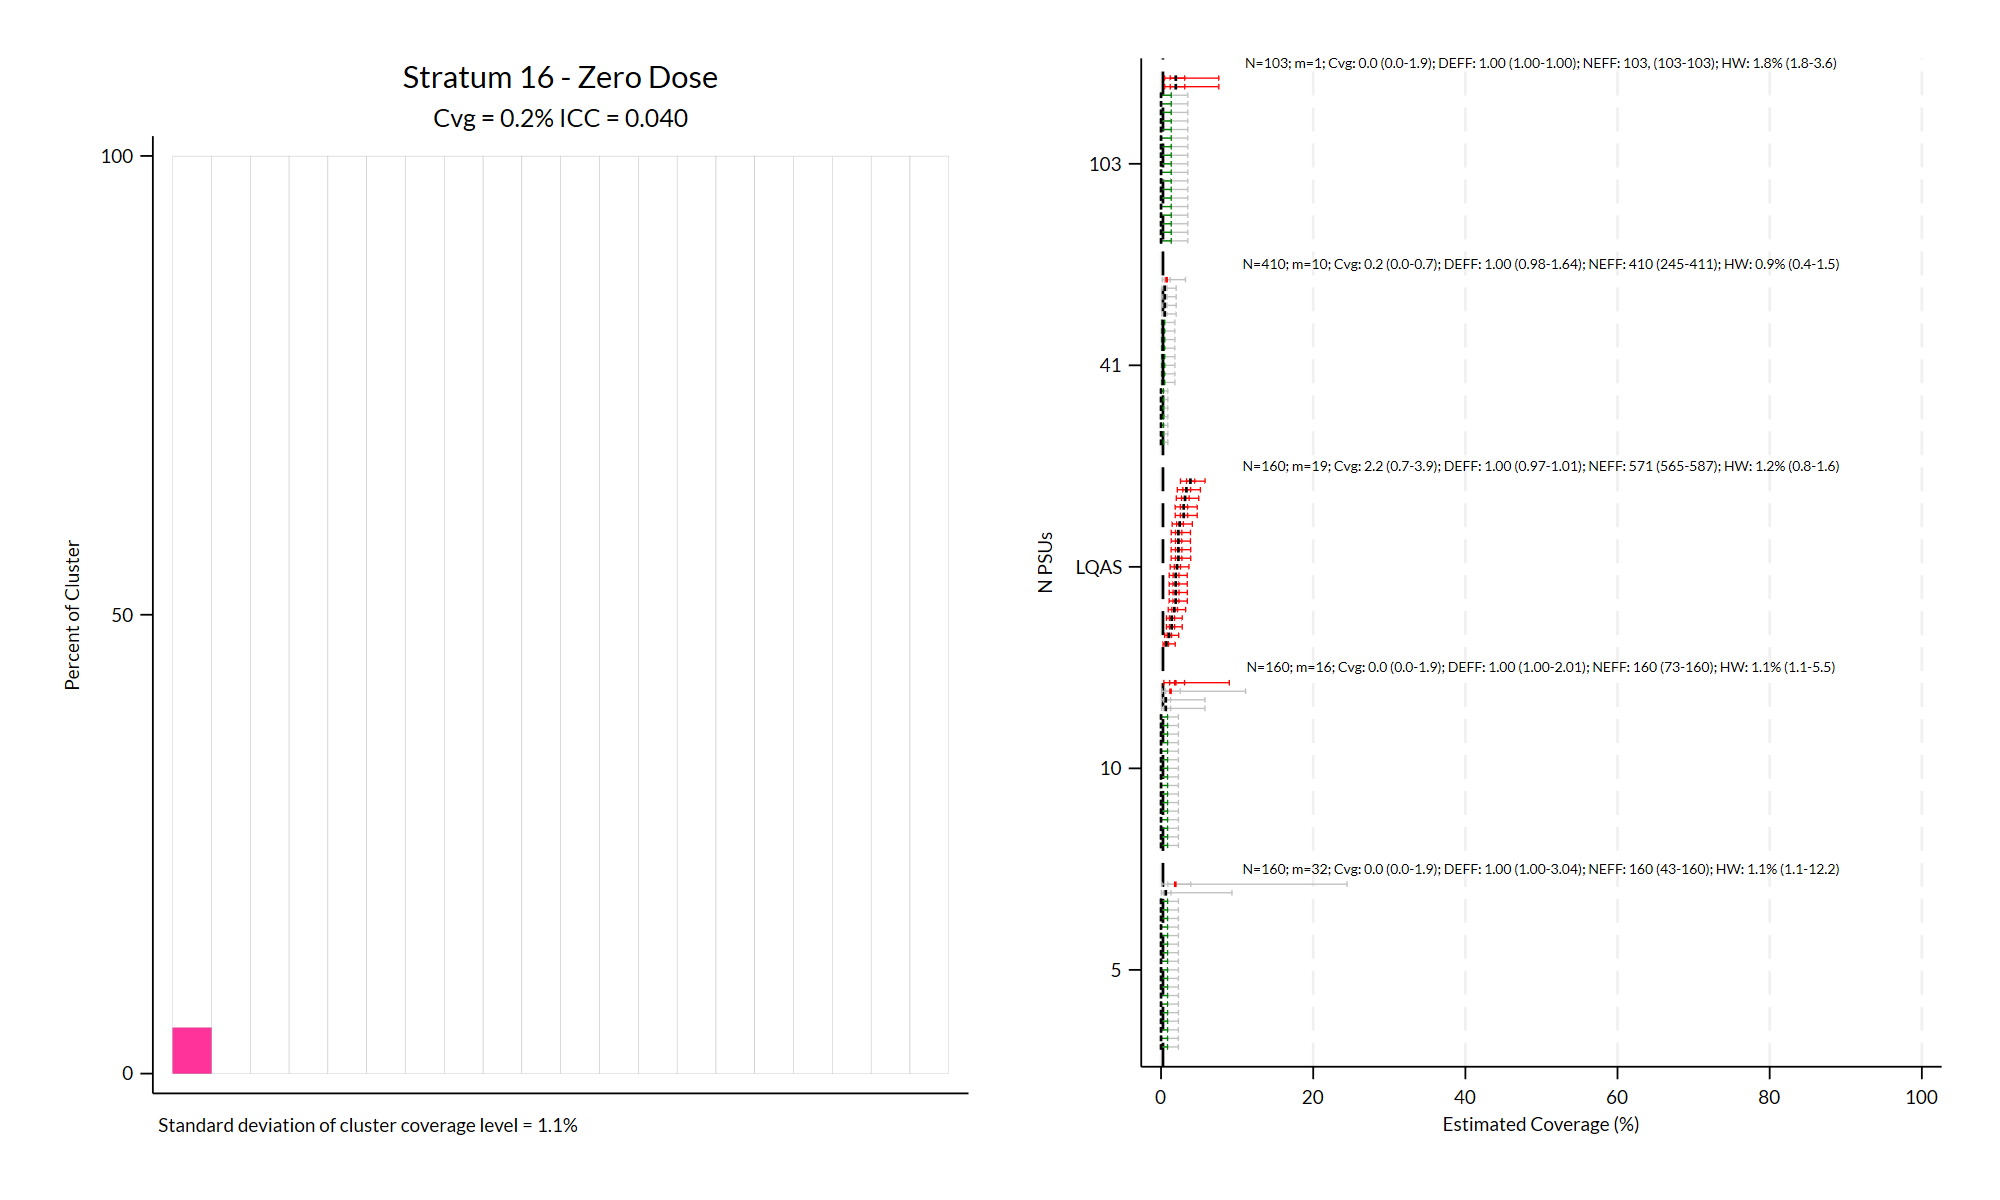 Stratum 16 - Zero Dose
Cvg = 0.2% ICC = 0.040
100
50
0
Percent of Cluster
Standard deviation of cluster coverage level = 1.1%
N=103; m=1; Cvg: 0.0 (0.0-1.9); DEFF: 1.00 (1.00-1.00); NEFF: 103, (103-103); HW: 1.8% (1.8-3.6)
103
N=410; m=10; Cvg: 0.2 (0.0-0.7); DEFF: 1.00 (0.98-1.64); NEFF: 410 (245-411); HW: 0.9% (0.4-1.5)
41
N=160; m=19; Cvg: 2.2 (0.7-3.9); DEFF: 1.00 (0.97-1.01); NEFF: 571 (565-587); HW: 1.2% (0.8-1.6)
LQAS
N=160; m=16; Cvg: 0.0 (0.0-1.9); DEFF: 1.00 (1.00-2.01); NEFF: 160 (73-160); HW: 1.1% (1.1-5.5)
10
N=160; m=32; Cvg: 0.0 (0.0-1.9); DEFF: 1.00 (1.00-3.04); NEFF: 160 (43-160); HW: 1.1% (1.1-12.2)
5
N PSUs
0 20 40 60 80 100
Estimated Coverage (%)